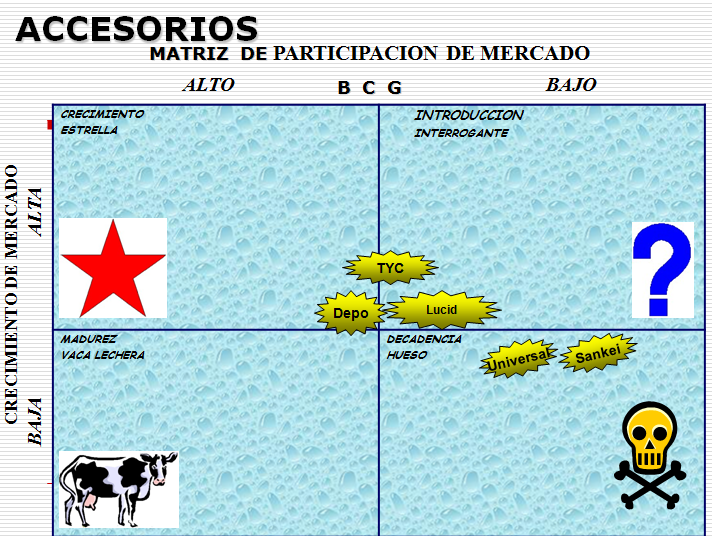 ACCESORIOS
MATRIZ DE PARTICIPACION DE MERCADO
ALTO
B C G
BAJO
CRECIMIENTO DE MERCADO
ALTA
BAJA
CRECIMIENTO
ESTRELLA
INTRODUCCION
INTERROGANTE
TYC
Depo
Lucid
MADUREZ
VACA LECHERA
DECADENCIA
HUESO
Universal
Sankei